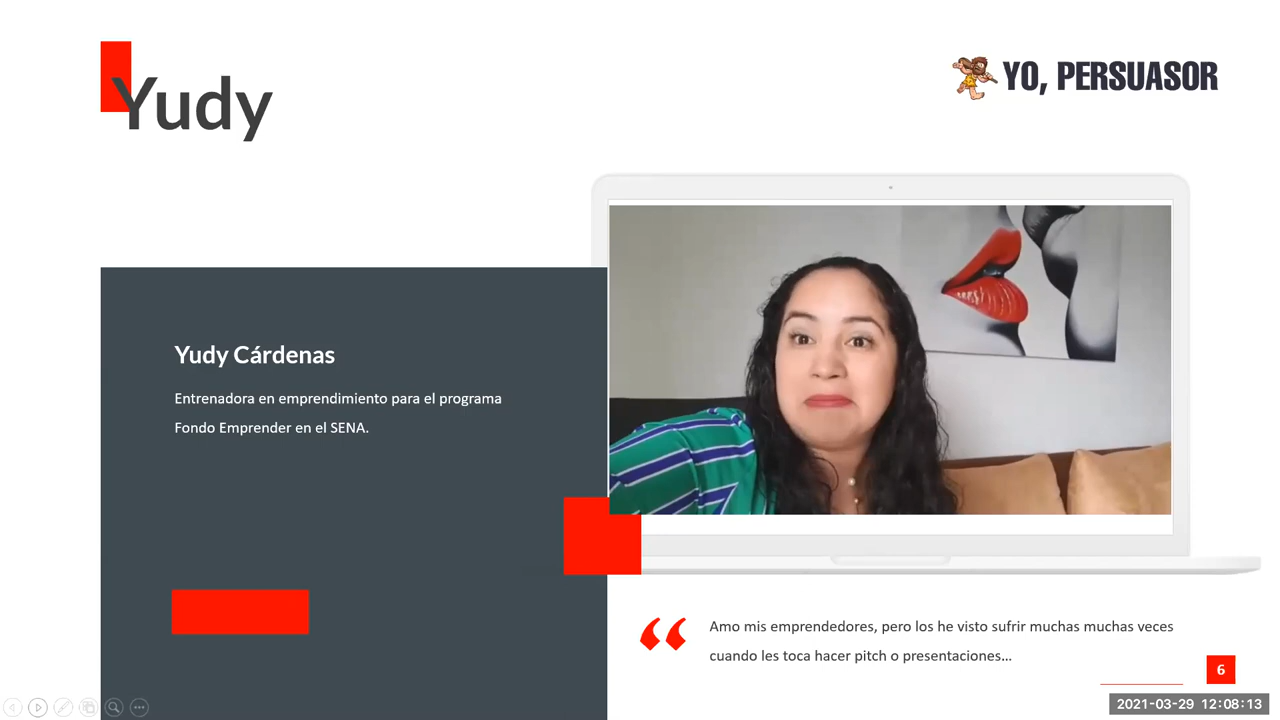 Yudy
YO, PERSUASOR
Yudy Cárdenas
Entrenadora en emprendimiento para el programa
Fondo Emprender en el SENA.
“ Amo mis emprendedores, pero los he visto sufrir muchas muchas veces
cuando les toca hacer pitch o presentaciones...
6
2021-03-29 12:08:13